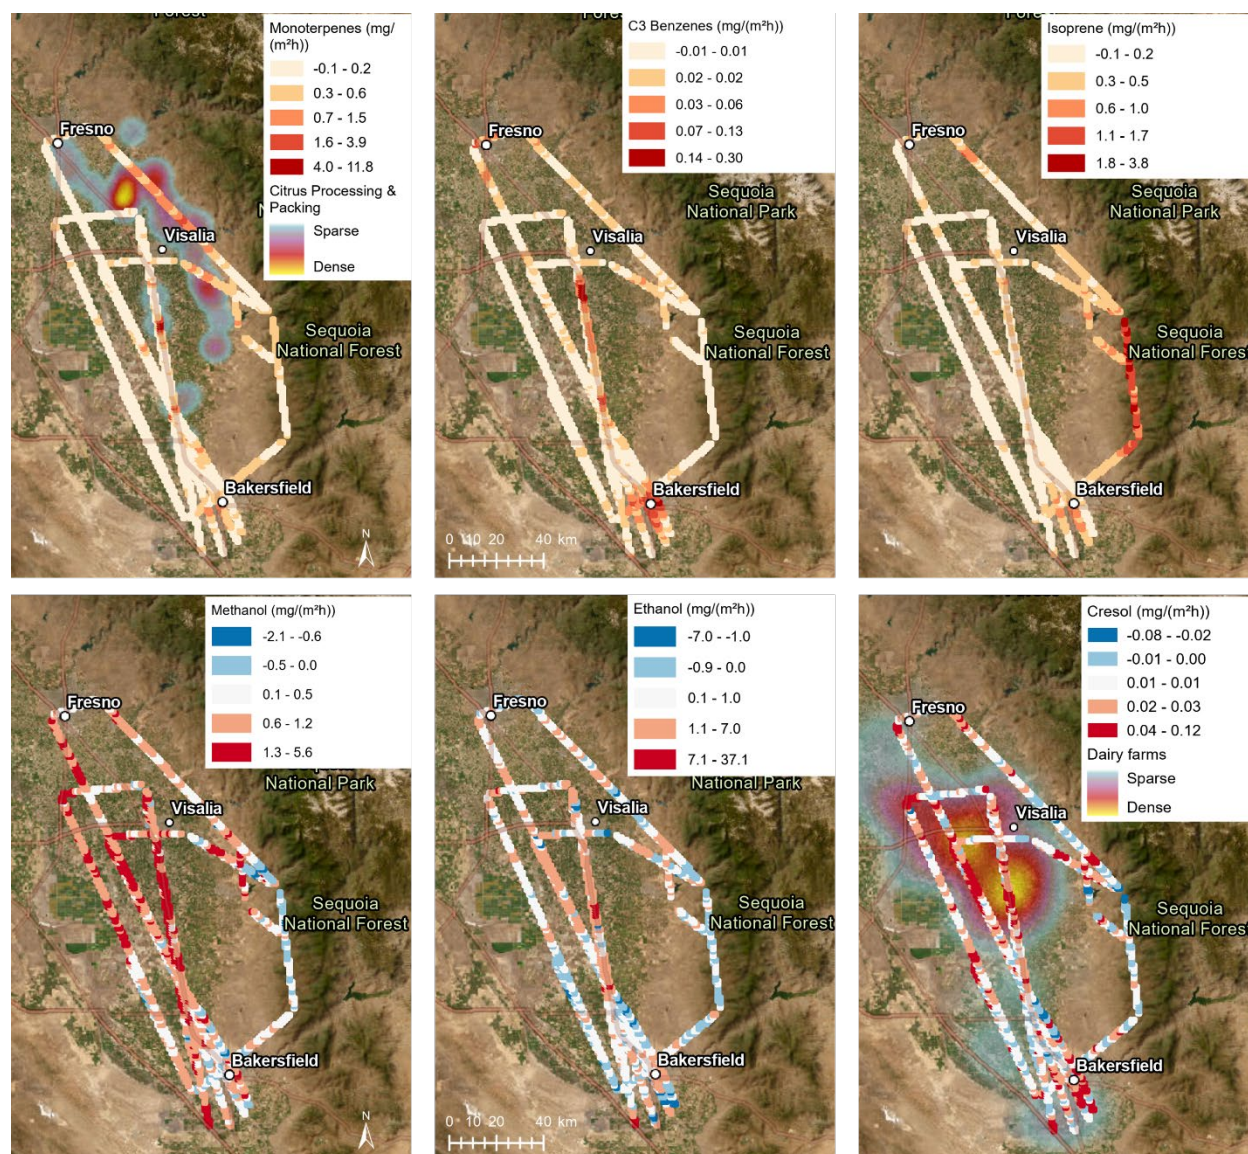 Forest
Monoterpenes (mg/
(m²h))
-0.1 - 0.2
0.3 - 0.6
0.7 - 1.5
1.6 - 3.9
4.0 - 11.8
Citrus Processing &
Packing
Sparse
Dense
Fresno
Visalia
Sequoia
National Forest
Bakersfield
N
C3 Benzenes (mg/(m²h))
-0.01 - 0.01
0.02 - 0.02
0.03 - 0.06
0.07 - 0.13
0.14 - 0.30
Fresno
Sequoia
National Park
Visalia
Sequoia
National Forest
Bakersfield
0 10 20 40 km
Forest
Isoprene (mg/(m²h))
-0.1 - 0.2
0.3 - 0.5
0.6 - 1.0
1.1 - 1.7
1.8 - 3.8
Fresno
Sequoia
National Park
Visalia
Sequoia
National Forest
Bakersfield
Methanol (mg/(m²h))
-2.1 - -0.6
-0.5 - 0.0
0.1 - 0.5
0.6 - 1.2
1.3 - 5.6
Fresno
National Park
Visalia
Sequoia
National Forest
Bakersfield
N
Ethanol (mg/(m²h))
-7.0 - -1.0
-0.9 - 0.0
0.1 - 1.0
1.1 - 7.0
7.1 - 37.1
Fresno
National Park
Visalia
Sequoia
National Forest
Bakersfield
0 10 20 40 km
Cresol (mg/(m²h))
-0.08 - -0.02
-0.01 - 0.00
0.01 - 0.01
0.02 - 0.03
0.04 - 0.12
Dairy farms
Sparse
Dense
Fresno
National Park
Visalia
Sequoia
National Forest
Bakersfield